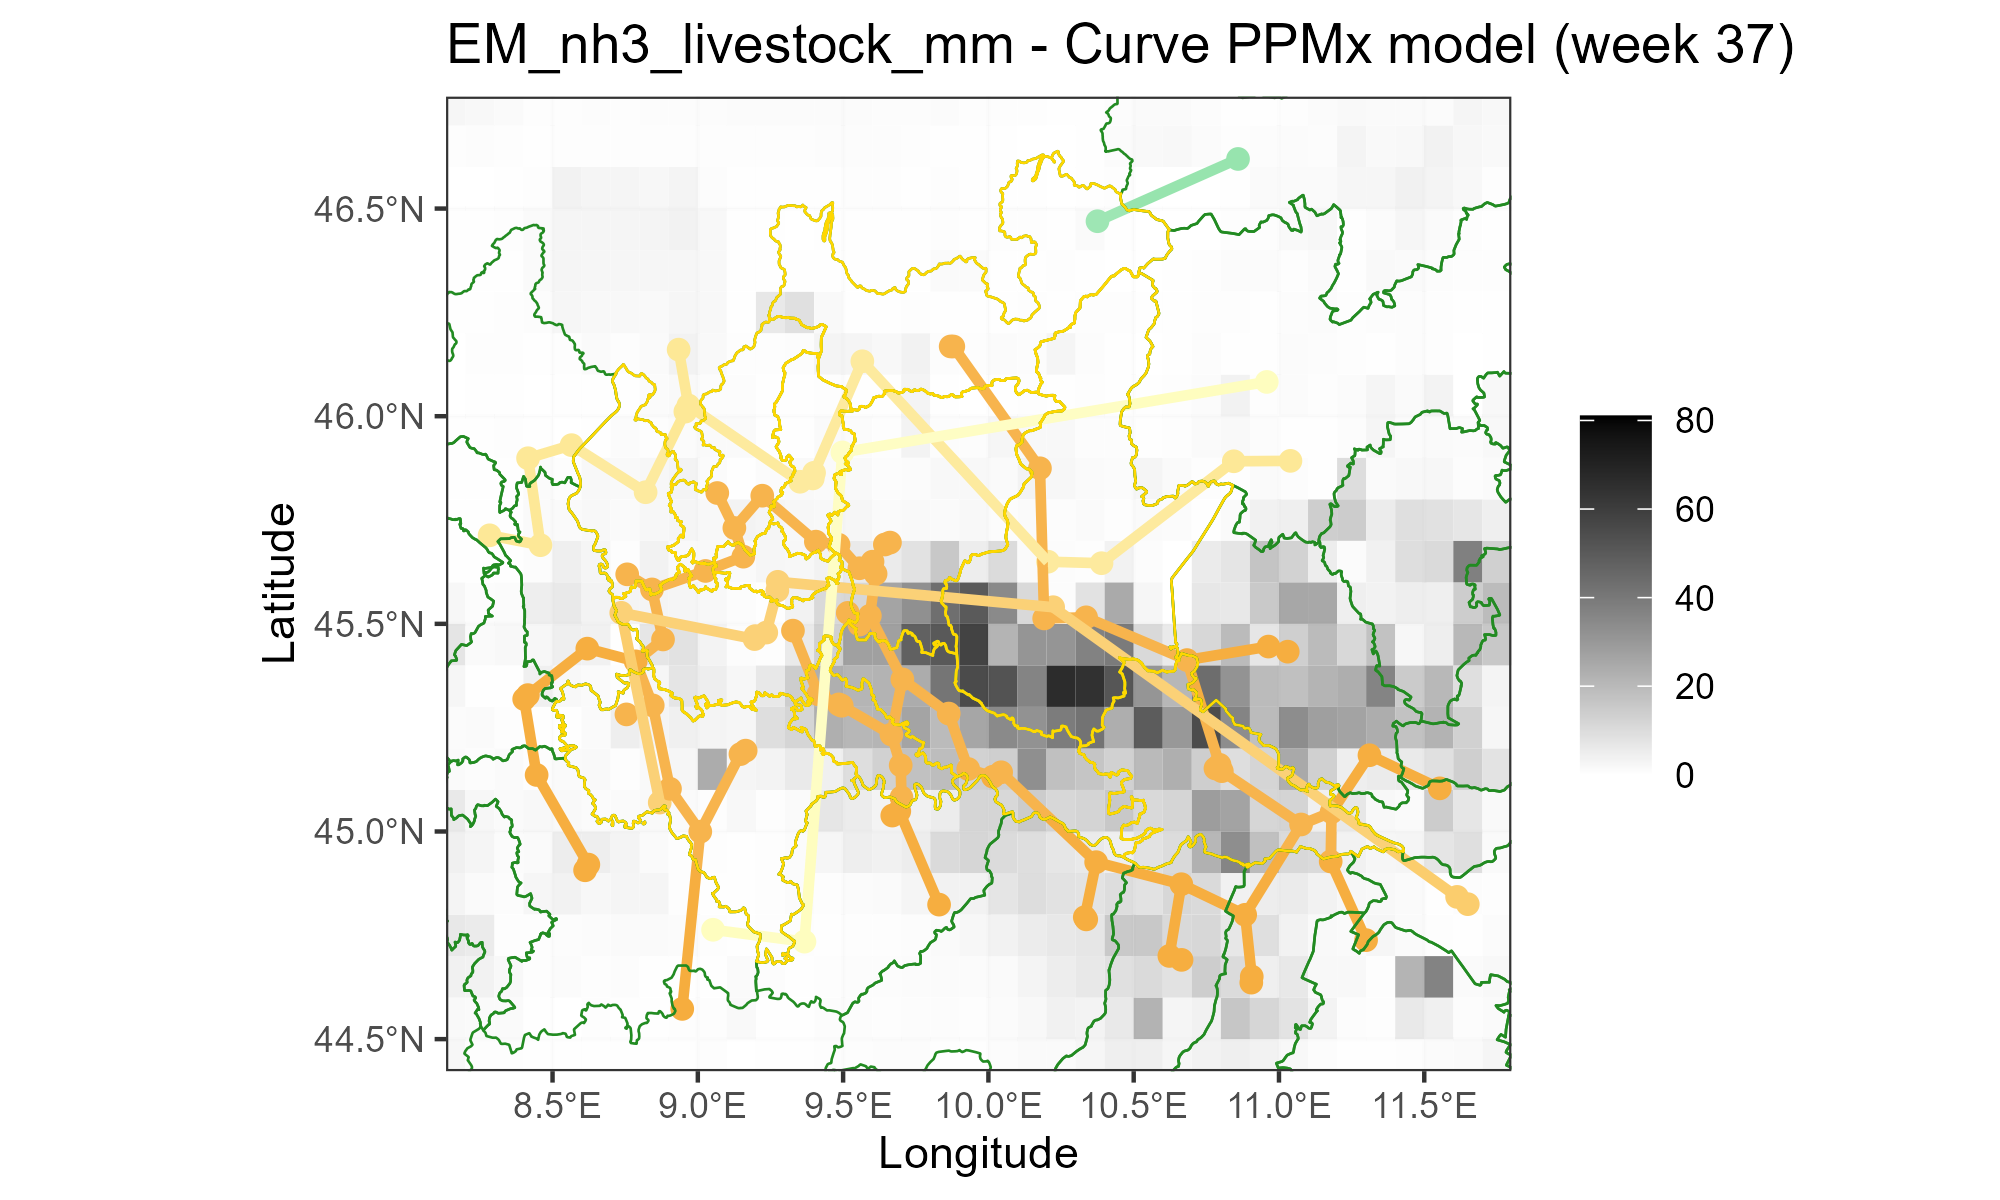 EM_nh3_livestock_mm - Curve PPMx model (week 37)
46.5°N
46.0°N
45.5°N
45.0°N
44.5°N
Latitude
8.5°E
9.0°E
9.5°E
10.0°E
10.5°E
11.0°E
11.5°E
Longitude
80
60
40
20
0